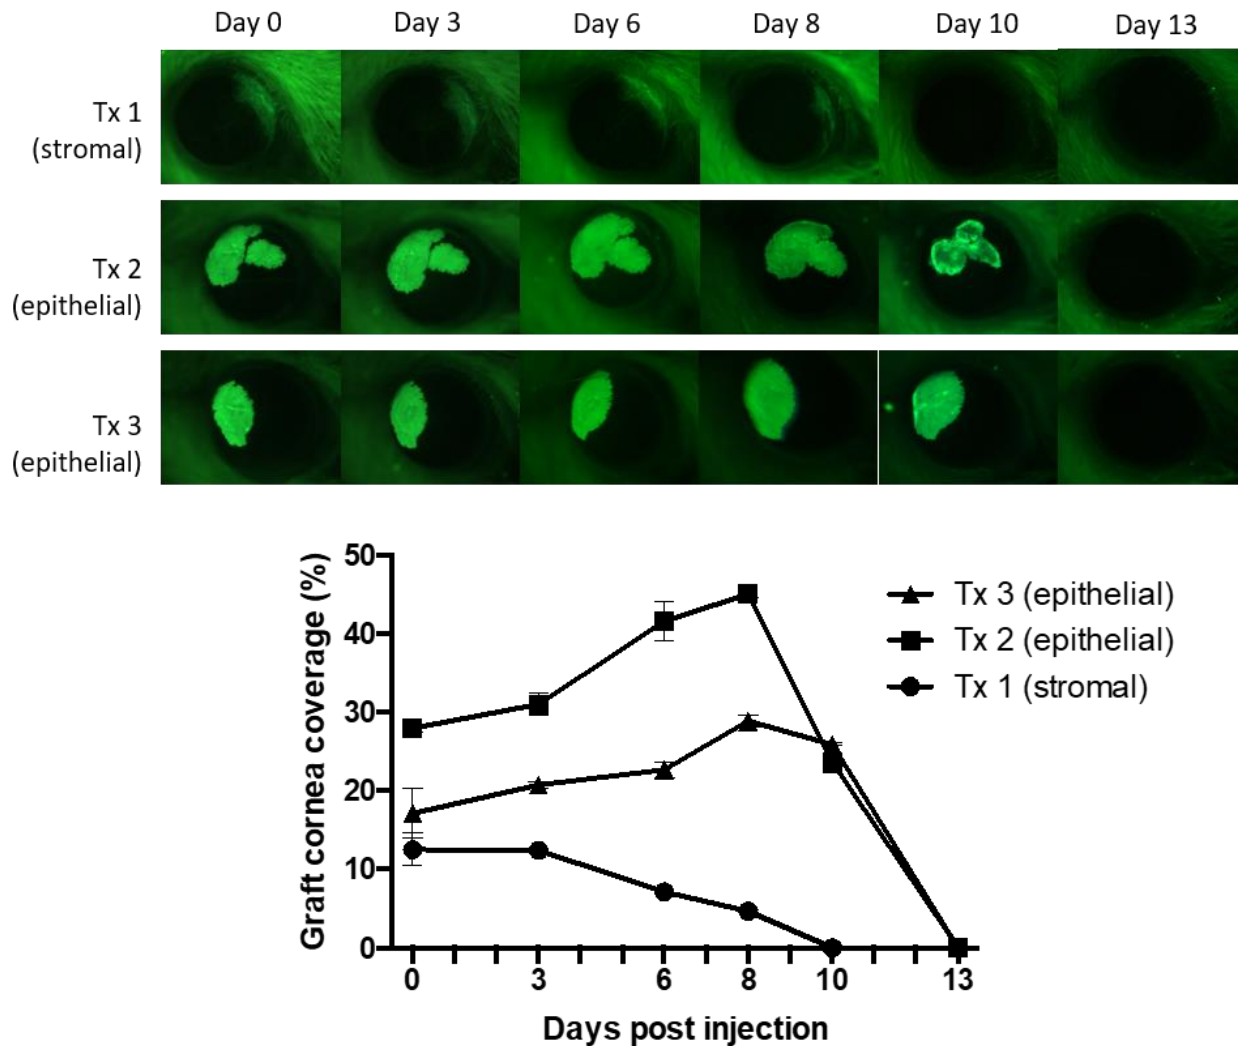 Day 0 Day 3 Day 6 Day 8 Day 10 Day 13
Tx 1
(stromal)
Tx 2
(epithelial)
Tx 3
(epithelial)
Graft cornea coverage (%)
50
40
30
20
10
0
Tx 3 (epithelial)
Tx 2 (epithelial)
Tx 1 (stromal)
0 3 6 8 10 13
Days post injection